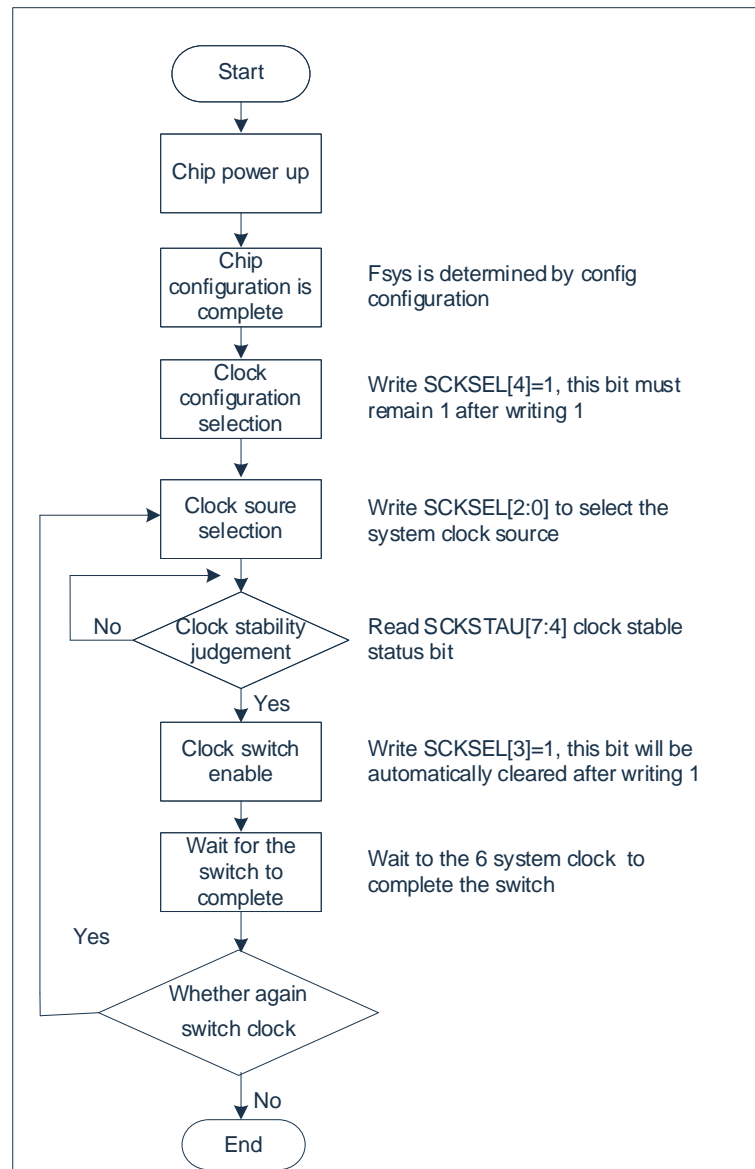 Start
Chip power up
Chip
configuration is
complete
Fsys is determined by config
configuration
Clock
configuration
selection
Write SCKSEL[4]=1, this bit must
remain 1 after writing 1
Clock soure
selection
Write SCKSEL[2:0] to select the
system clock source
No
Clock stability
judgement
Read SCKSTAU[7:4] clock stable
status bit
Yes
Clock switch
enable
Write SCKSEL[3]=1, this bit will be
automatically cleared after writing 1
Wait for the
switch to
complete
Wait to the 6 system clock to
complete the switch
Yes
Whether again
switch clock
No
End